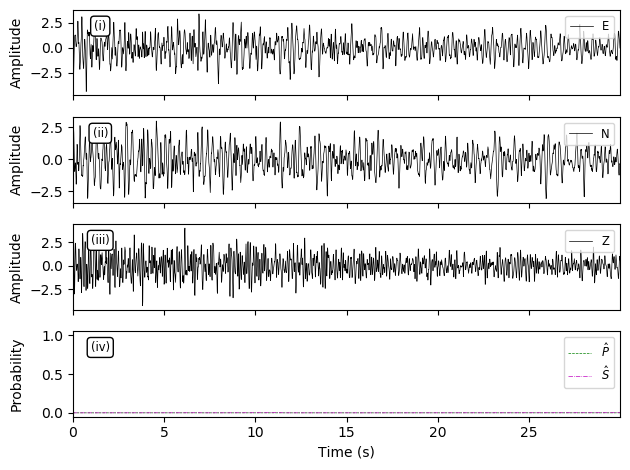 Amplitude
2.5
0.0
−2.5
(i)
E
Amplitude
2.5
0.0
−2.5
(ii)
N
Amplitude
2.5
0.0
−2.5
(iii)
Z
Probability
1.0
0.5
0.0
(iv)
P̂
Ŝ
0 5 10 15 20 25
Time (s)